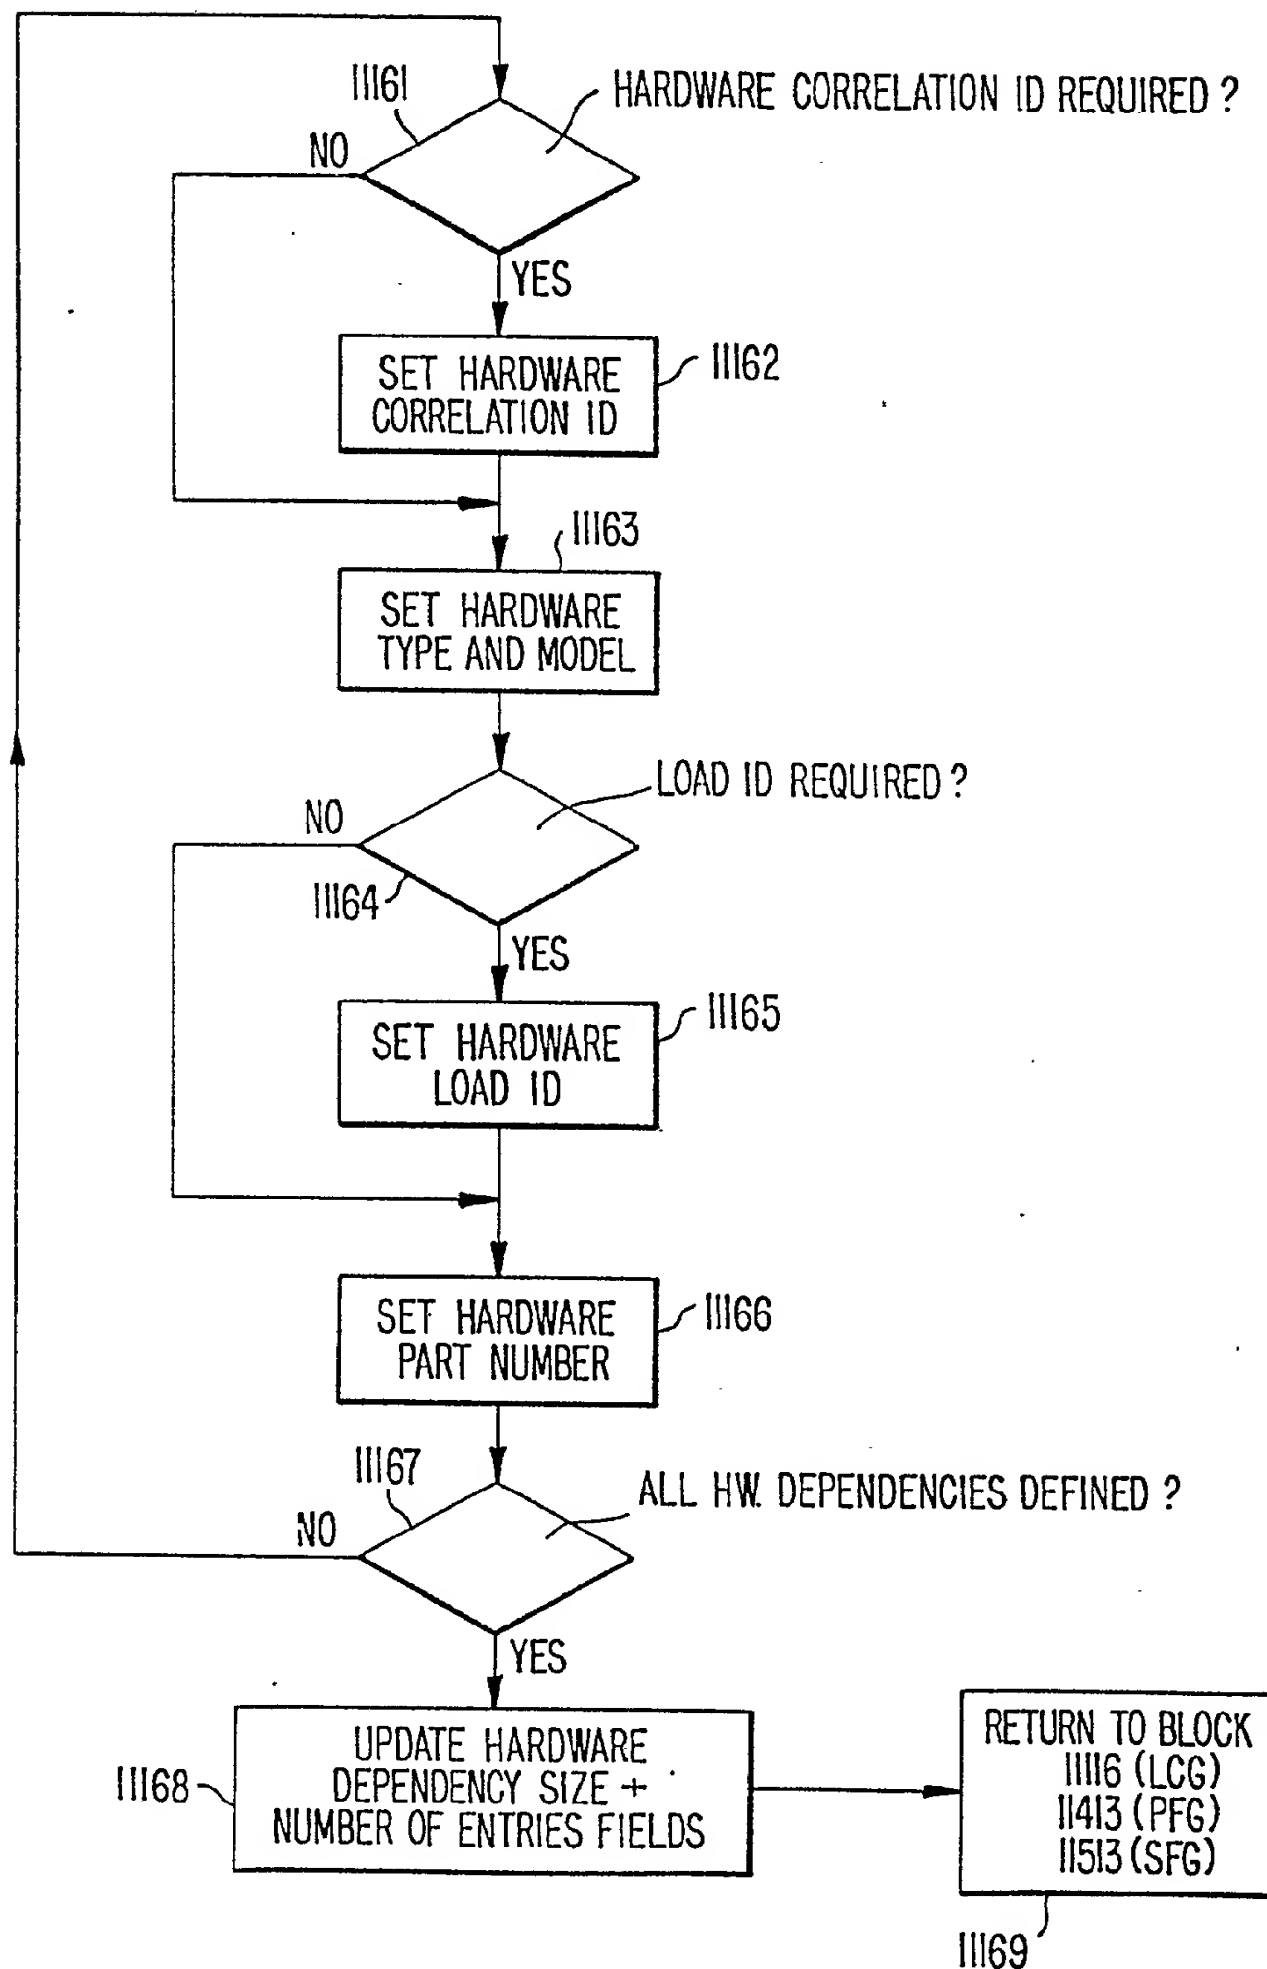 11161
HARDWARE CORRELATION ID REQUIRED ?
NO
YES
SET HARDWARE
CORRELATION ID
11162
11163
SET HARDWARE
TYPE AND MODEL
LOAD ID REQUIRED ?
NO
11164
YES
SET HARDWARE
LOAD ID
11165
SET HARDWARE
PART NUMBER
11166
11167
ALL HW. DEPENDENCIES DEFINED ?
NO
YES
UPDATE HARDWARE
DEPENDENCY SIZE +
NUMBER OF ENTRIES FIELDS
11168
RETURN TO BLOCK
11116 (LCG)
11413 (PFG)
11513 (SFG)
11169